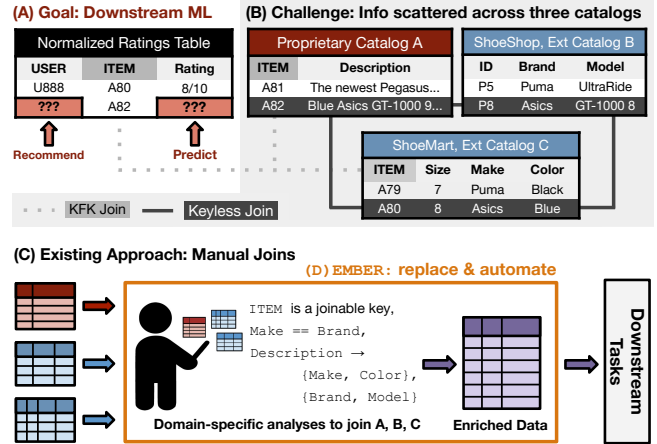 (A) Goal: Downstream ML
Normalized Ratings Table
USER ITEM Rating
U888 A80 8/10
??? A82 ???
Recommend Predict
(B) Challenge: Info scattered across three catalogs
Proprietary Catalog A
ITEM Description
A81 The newest Pegasus...
A82 Blue Asics GT-1000 9...
ShoeShop, Ext Catalog B
ID Brand Model
P5 Puma UltraRide
P8 Asics GT-1000 8
ShoeMart, Ext Catalog C
ITEM Size Make Color
A79 7 Puma Black
A80 8 Asics Blue
KFK Join Keyless Join
(C) Existing Approach: Manual Joins
(D) EMBER: replace & automate
ITEM is a joinable key,
Make == Brand,
Description →
{Make, Color},
{Brand, Model}
Domain-specific analyses to join A, B, C
Enriched Data
Downstream
Tasks